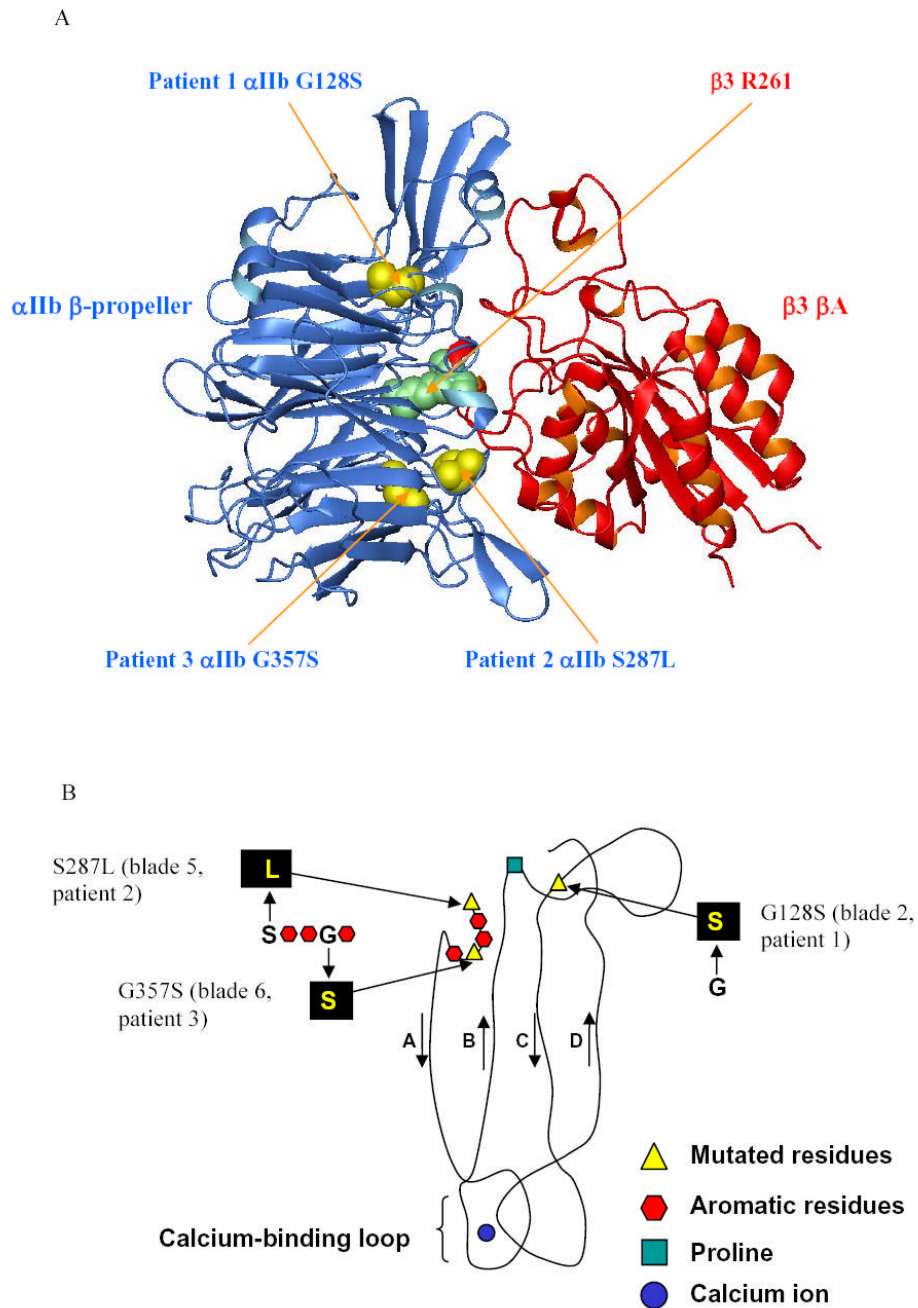 A
Patient 1 αIIb G128S
β3 R261
αIIb β-propeller
β3 βA
Patient 3 αIIb G357S
Patient 2 αIIb S287L
B
S287L (blade 5,
patient 2)
L
S
G
G357S (blade 6,
patient 3)
S
S
G128S (blade 2,
patient 1)
G
A
B
C
D
Calcium-binding loop
Mutated residues
Aromatic residues
Proline
Calcium ion